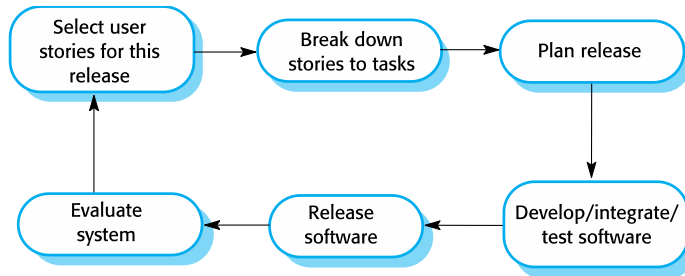 Select user
stories for this
release
Break down
stories to tasks
Plan release
Develop/integrate/
test software
Release
software
Evaluate
system